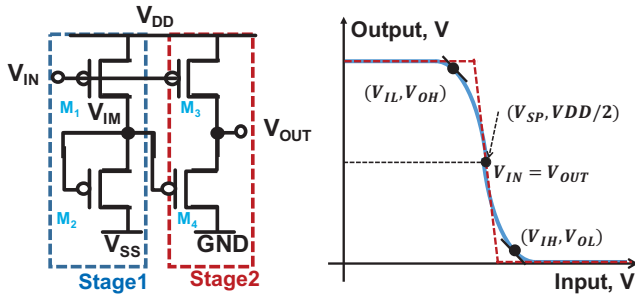 V_DD
V_IN
M_1
V_IM
M_3
V_OUT
M_2
M_4
V_SS
GND
Stage1
Stage2
Output, V
(V_IL, V_OH)
(V_SP, VDD/2)
V_IN = V_OUT
(V_IH, V_OL)
Input, V